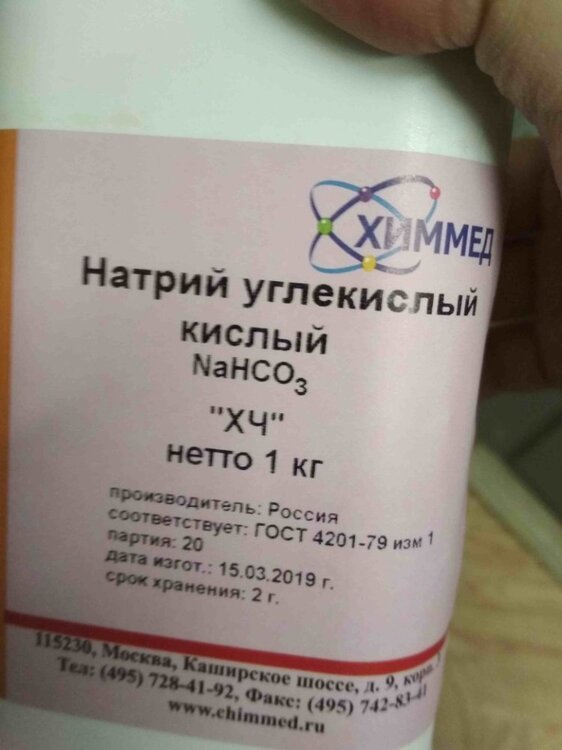 ХИММЕД
Натрий углекислый
кислый
NaHCO₃
"ХЧ"
нетто 1 кг
производитель: Россия
соответствует: ГОСТ 4201-79 изм 1
партия: 20
дата изгот.: 15.03.2019 г.
срок хранения: 2 г.
115230, Москва, Каширское шоссе, д. 9, корп.
Тел: (495) 728-41-92, Факс: (495) 742-83-41
www.chimmed.ru